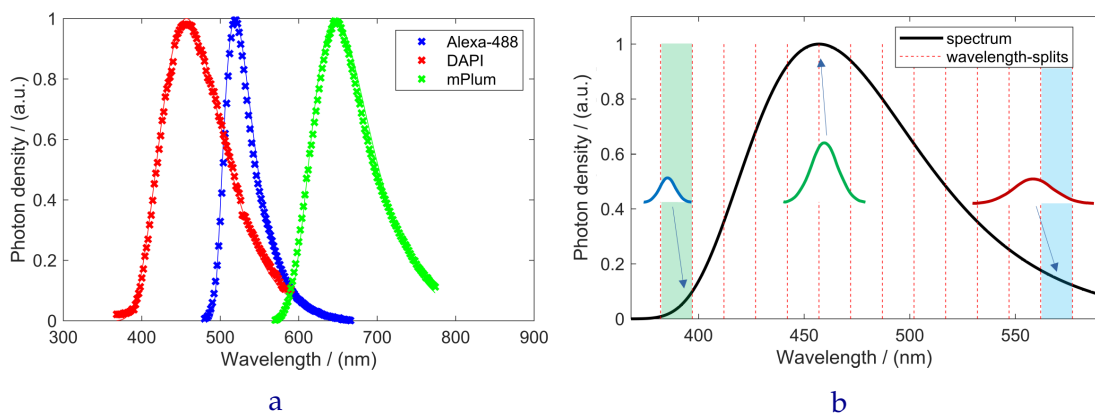 Photon density / (a.u.)
1
0.8
0.6
0.4
0.2
0
300 400 500 600 700 800 900
Wavelength / (nm)
Alexa-488
DAPI
mPlum
a
Photon density / (a.u.)
1
0.8
0.6
0.4
0.2
0
400 450 500 550
Wavelength / (nm)
spectrum
wavelength-splits
b